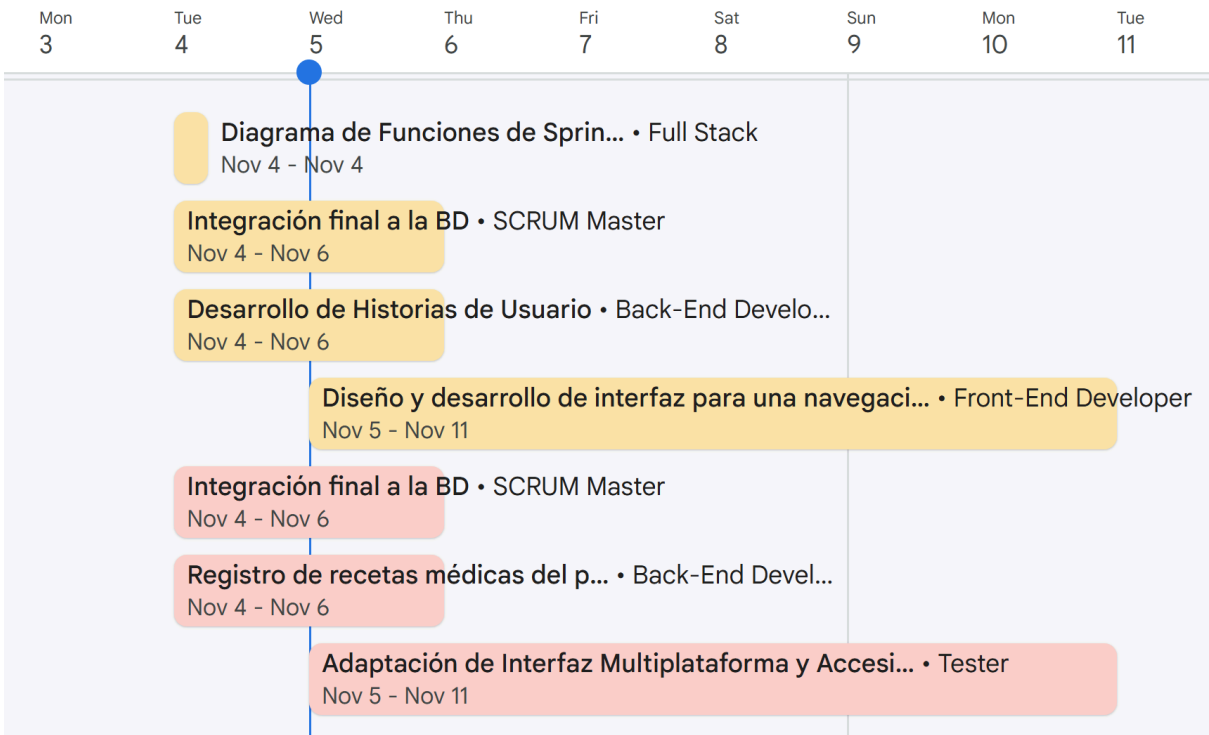 Mon Tue Wed Thu Fri Sat Sun Mon Tue
3 4 5 6 7 8 9 10 11
Diagrama de Funciones de Sprin... • Full Stack
Nov 4 - Nov 4
Integración final a la BD • SCRUM Master
Nov 4 - Nov 6
Desarrollo de Historias de Usuario • Back-End Develo...
Nov 4 - Nov 6
Diseño y desarrollo de interfaz para una navegaci... • Front-End Developer
Nov 5 - Nov 11
Integración final a la BD • SCRUM Master
Nov 4 - Nov 6
Registro de recetas médicas del p... • Back-End Devel...
Nov 4 - Nov 6
Adaptación de Interfaz Multiplataforma y Accesi... • Tester
Nov 5 - Nov 11